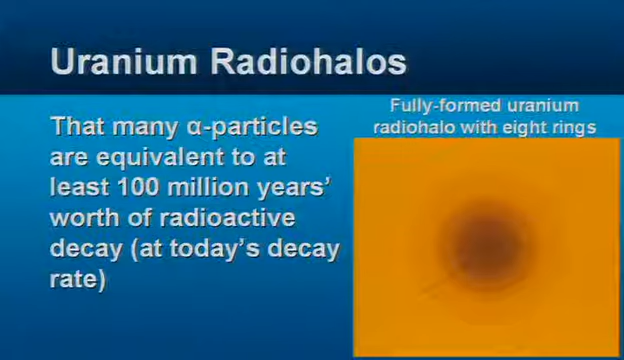 Uranium Radiohalos
Fully-formed uranium
radiohalo with eight rings
That many α-particles
are equivalent to at
least 100 million years’
worth of radioactive
decay (at today’s decay
rate)